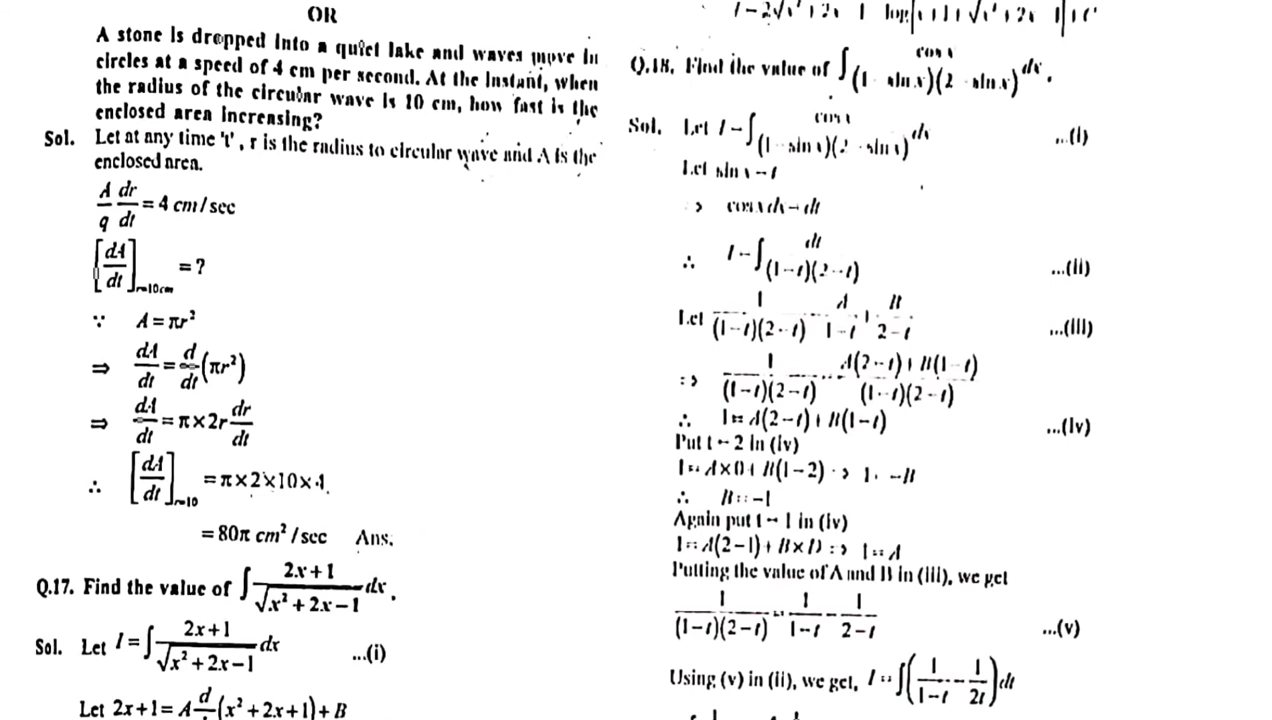 OR
A stone is dropped into a quiet lake and waves move in
circles at a speed of 4 cm per second. At the instant, when
the radius of the circular wave is 10 cm, how fast is the
enclosed area increasing?
Sol. Let at any time 't', r is the radius to circular wave and A is the
enclosed area.
A/q dr/dt = 4 cm/sec
[dA/dt]r=10cm = ?
∵ A = πr²
⇒ dA/dt = d/dt (πr²)
⇒ dA/dt = π×2r dr/dt
∴ [dA/dt]r=10 = π×2×10×4
= 80π cm²/sec Ans.
Q.17. Find the value of ∫ 2x+1/√x²+2x−1 dx.
Sol. Let I = ∫ 2x+1/√x²+2x−1 dx ...(i)
Let 2x+1 = A d/ (x²+2x+1)+B
Q.18. Find the value of ∫ cos x/(1−sin x)(2−sin x) dx.
Sol. Let I = ∫ cos x/(1−sin x)(2−sin x) dx ...(i)
Let sin x = t
⇒ cos x dx = dt
∴ I = ∫ dt/(1−t)(2−t) ...(ii)
Let 1/(1−t)(2−t) = A/1−t + B/2−t ...(iii)
⇒ 1/(1−t)(2−t) = A(2−t)+B(1−t)/(1−t)(2−t)
∴ 1 = A(2−t)+B(1−t) ...(iv)
Put t = 2 in (iv)
1 = A×0+B(1−2) ⇒ 1 = −B
∴ B = −1
Again put t = 1 in (iv)
1 = A(2−1)+B×0 ⇒ 1 = A
Putting the value of A and B in (iii), we get
1/(1−t)(2−t) = 1/1−t − 1/2−t ...(v)
Using (v) in (ii), we get, I = ∫(1/1−t − 1/2t)dt